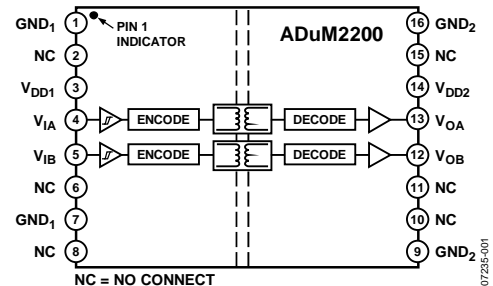 GND1 1 PIN 1 INDICATOR ADuM2200 16 GND2
NC 2 15 NC
VDD1 3 14 VDD2
VIA 4 ENCODE DECODE 13 VOA
VIB 5 ENCODE DECODE 12 VOB
NC 6 11 NC
GND1 7 10 NC
NC 8 9 GND2
NC = NO CONNECT
07235-001